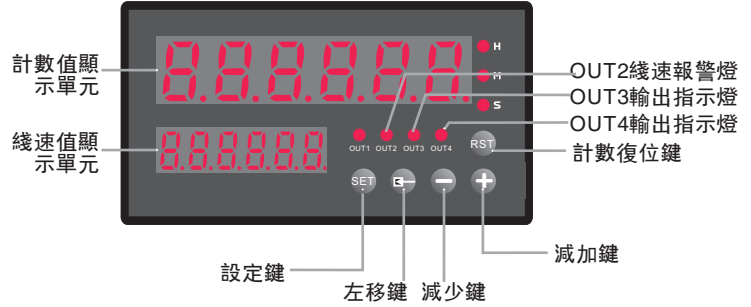 計數值顯
示單元
綫速值顯
示單元
888888
H
M
S
888888
OUT1 OUT2 OUT3 OUT4
RST
SET
OUT2綫速報警燈
OUT3輸出指示燈
OUT4輸出指示燈
計數復位鍵
減加鍵
設定鍵
左移鍵
減少鍵